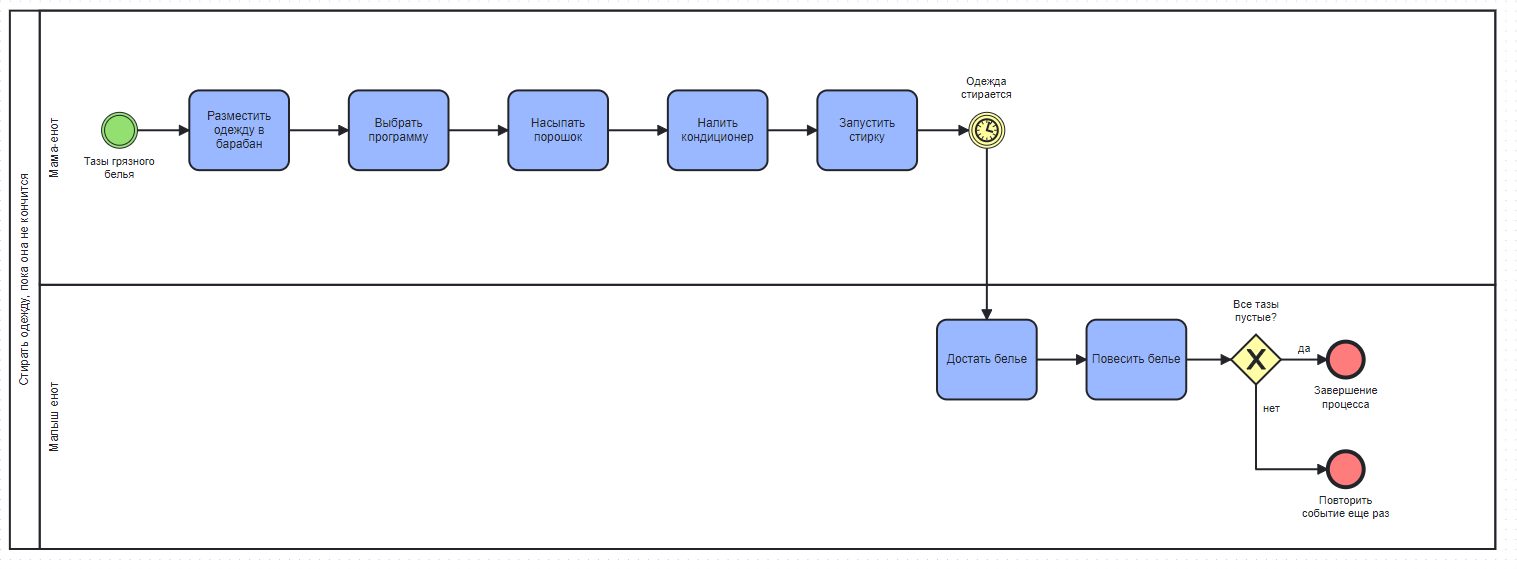 Стирать одежду, пока она не кончится
Мама-енот
Тазы грязного
белья
Разместить
одежду в
барабан
Выбрать
программу
Насыпать
порошок
Налить
кондиционер
Запустить
стирку
Одежда
стирается
Малыш енот
Достать белье
Повесить белье
Все тазы
пустые?
да
Завершение
процесса
нет
Повторить
событие еще раз